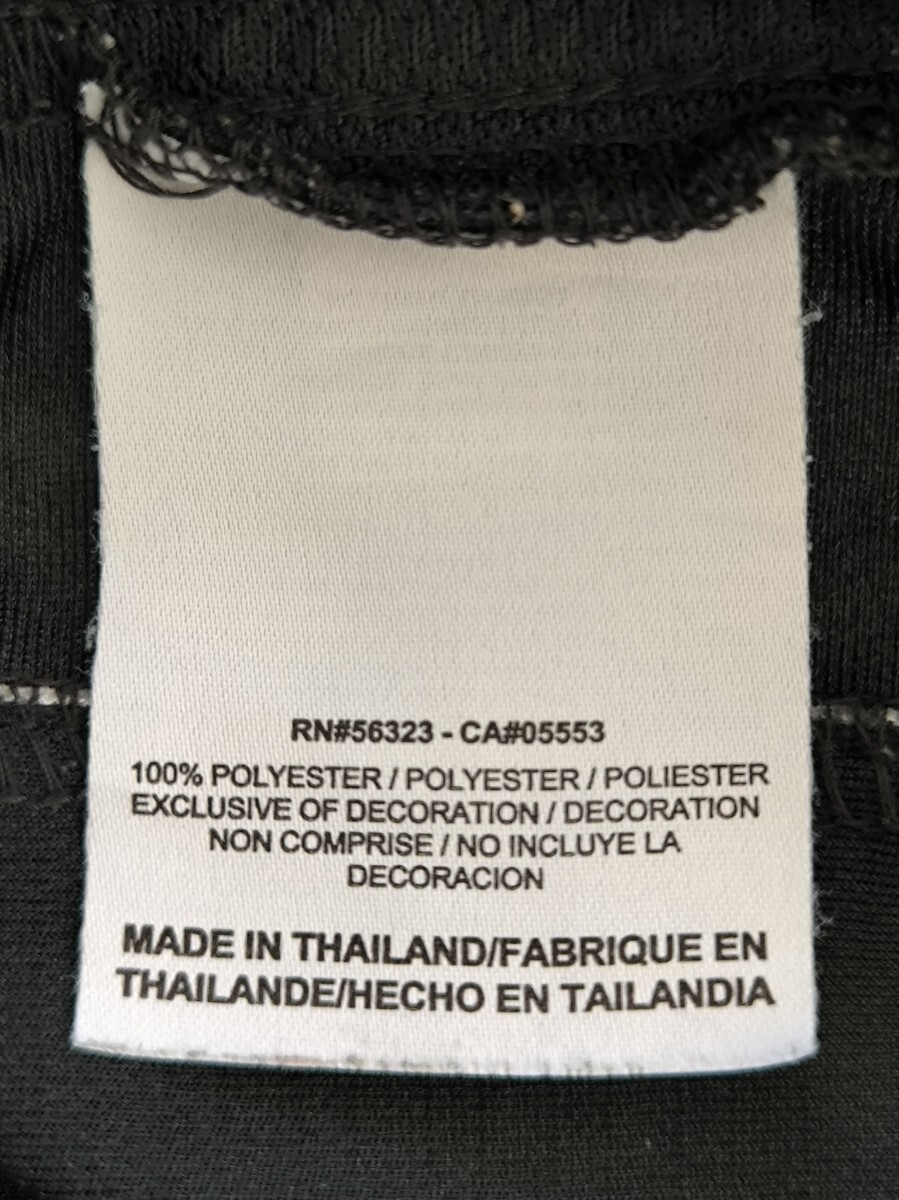 RN#56323 - CA#05553
100% POLYESTER / POLYESTER / POLIESTER
EXCLUSIVE OF DECORATION / DECORATION
NON COMPRISE / NO INCLUYE LA
DECORACION
MADE IN THAILAND/FABRIQUE EN
THAILANDE/HECHO EN TAILANDIA